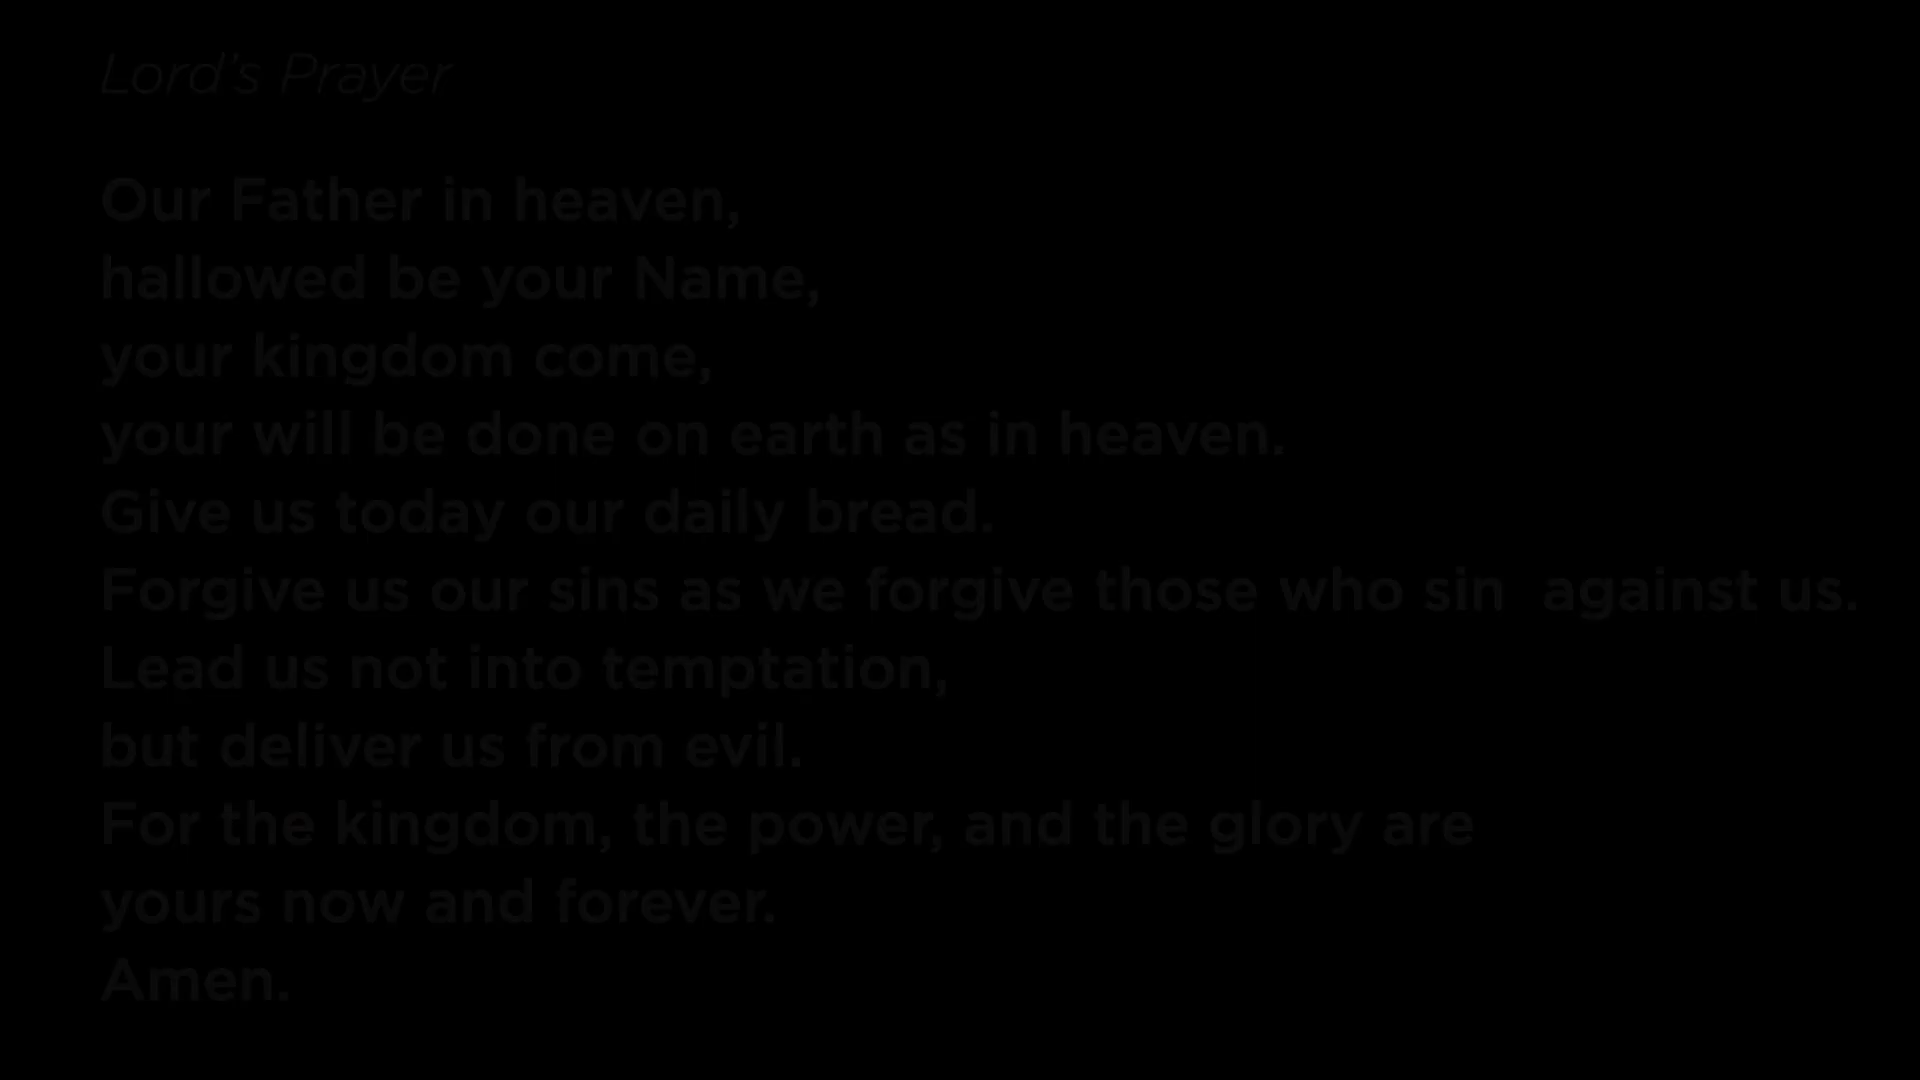 Lord's Prayer
Our Father in heaven,
hallowed be your Name,
your kingdom come,
your will be done on earth as in heaven.
Give us today our daily bread.
Forgive us our sins as we forgive those who sin  against us.
Lead us not into temptation,
but deliver us from evil.
For the kingdom, the power, and the glory are
yours now and forever.
Amen.